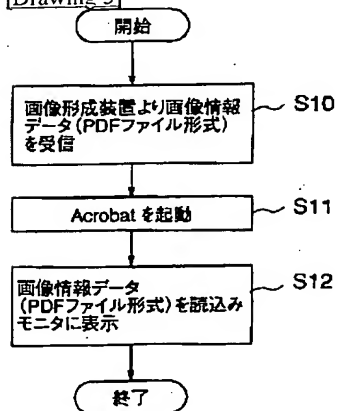 [Drawing 5]
開始
画像形成装置より画像情報
データ(PDFファイル形式)
を受信
S10
Acrobat を起動
S11
画像情報データ
(PDFファイル形式)を読込み
モニタに表示
S12
終了